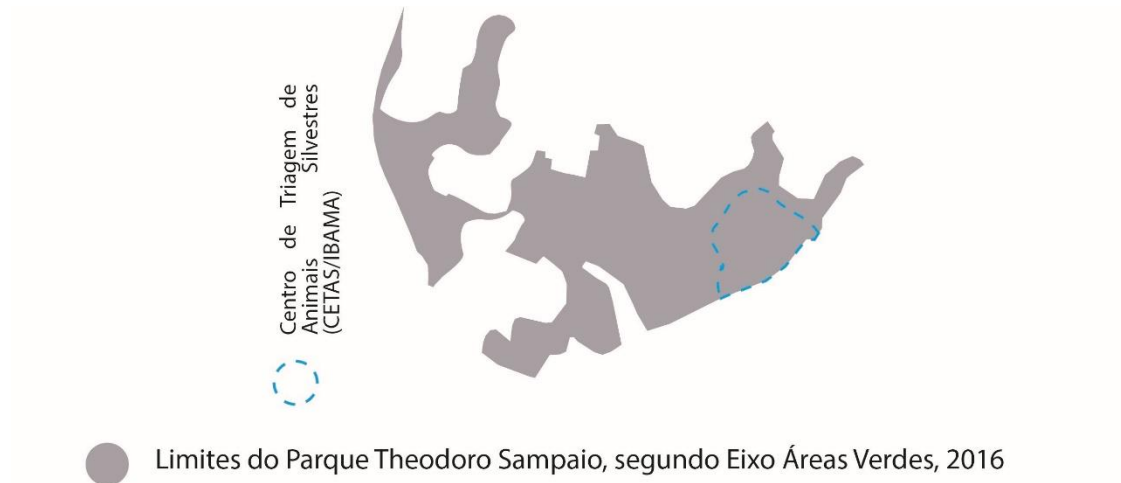 Centro de Triagem de
Animais Silvestres
(CETAS/IBAMA)
Limites do Parque Theodoro Sampaio, segundo Eixo Áreas Verdes, 2016